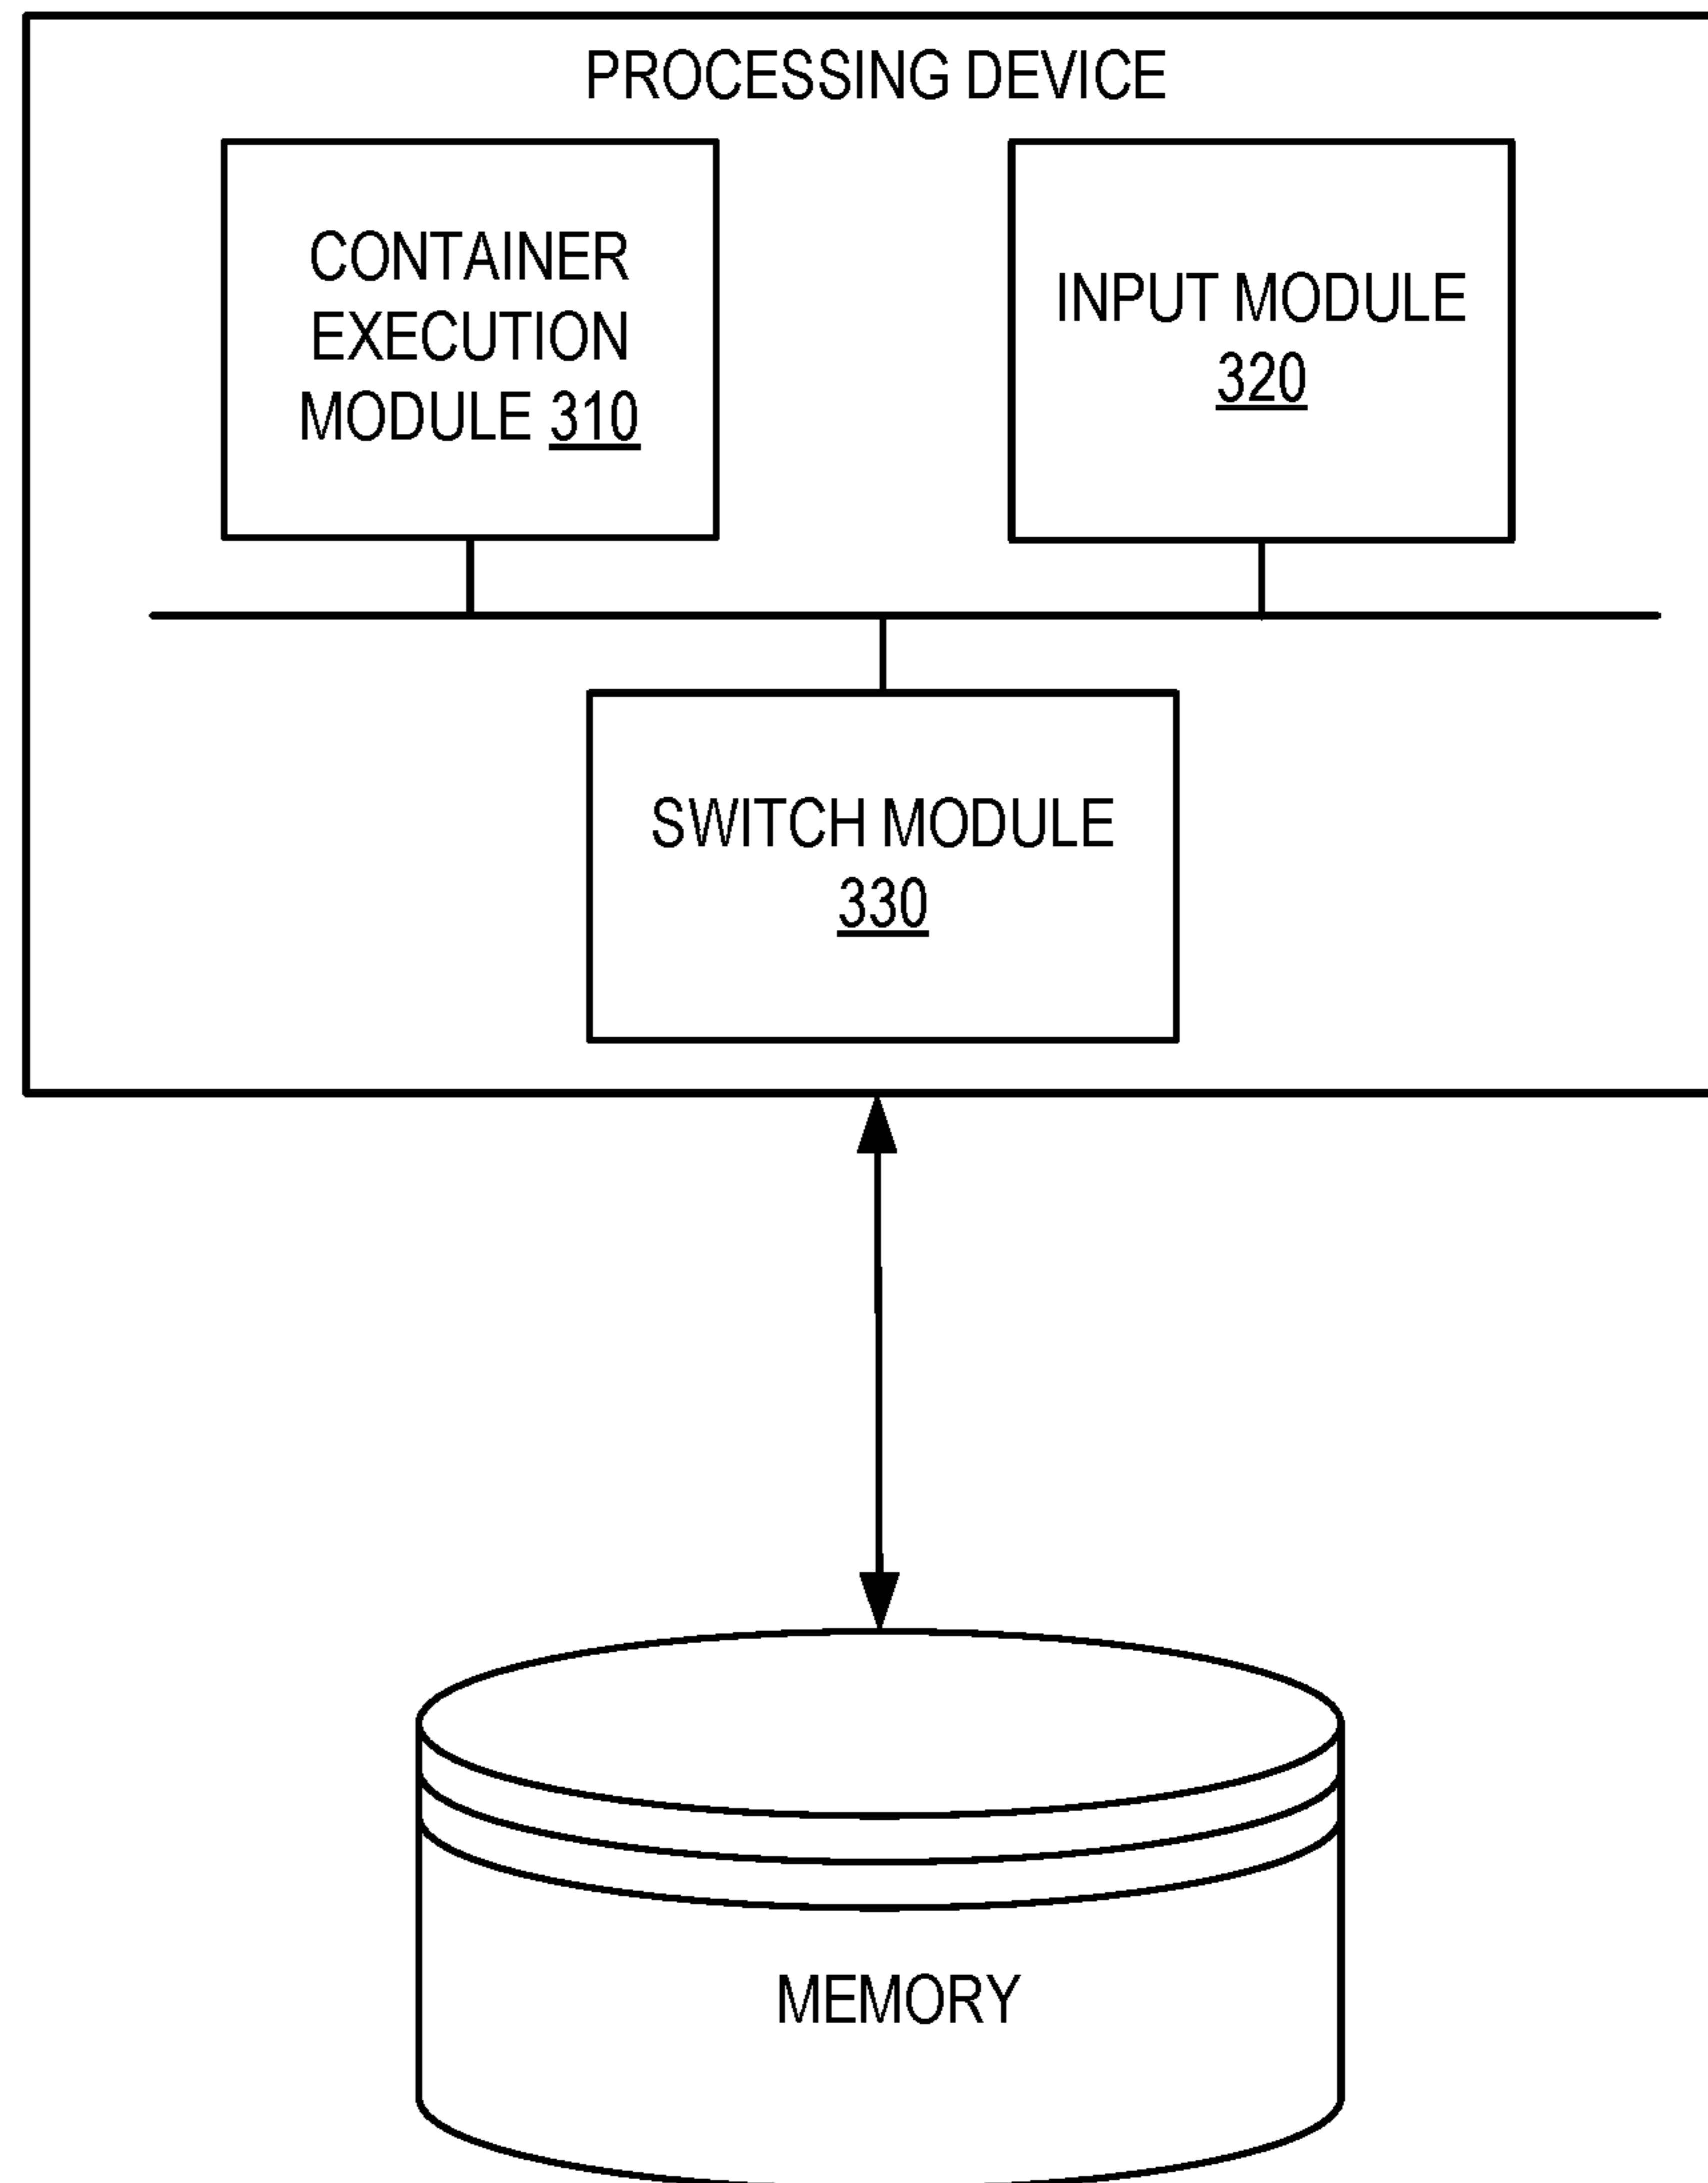 PROCESSING DEVICE
CONTAINER
EXECUTION
MODULE 310
INPUT MODULE
320
SWITCH MODULE
330
MEMORY